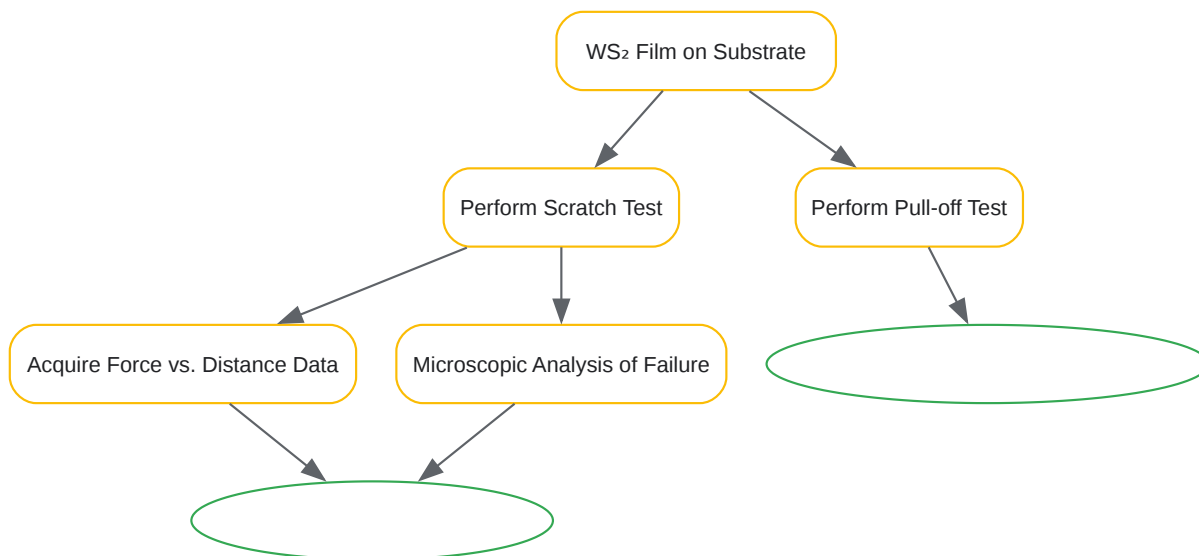 WS₂ Film on Substrate
Perform Scratch Test
Perform Pull-off Test
Acquire Force vs. Distance Data
Microscopic Analysis of Failure